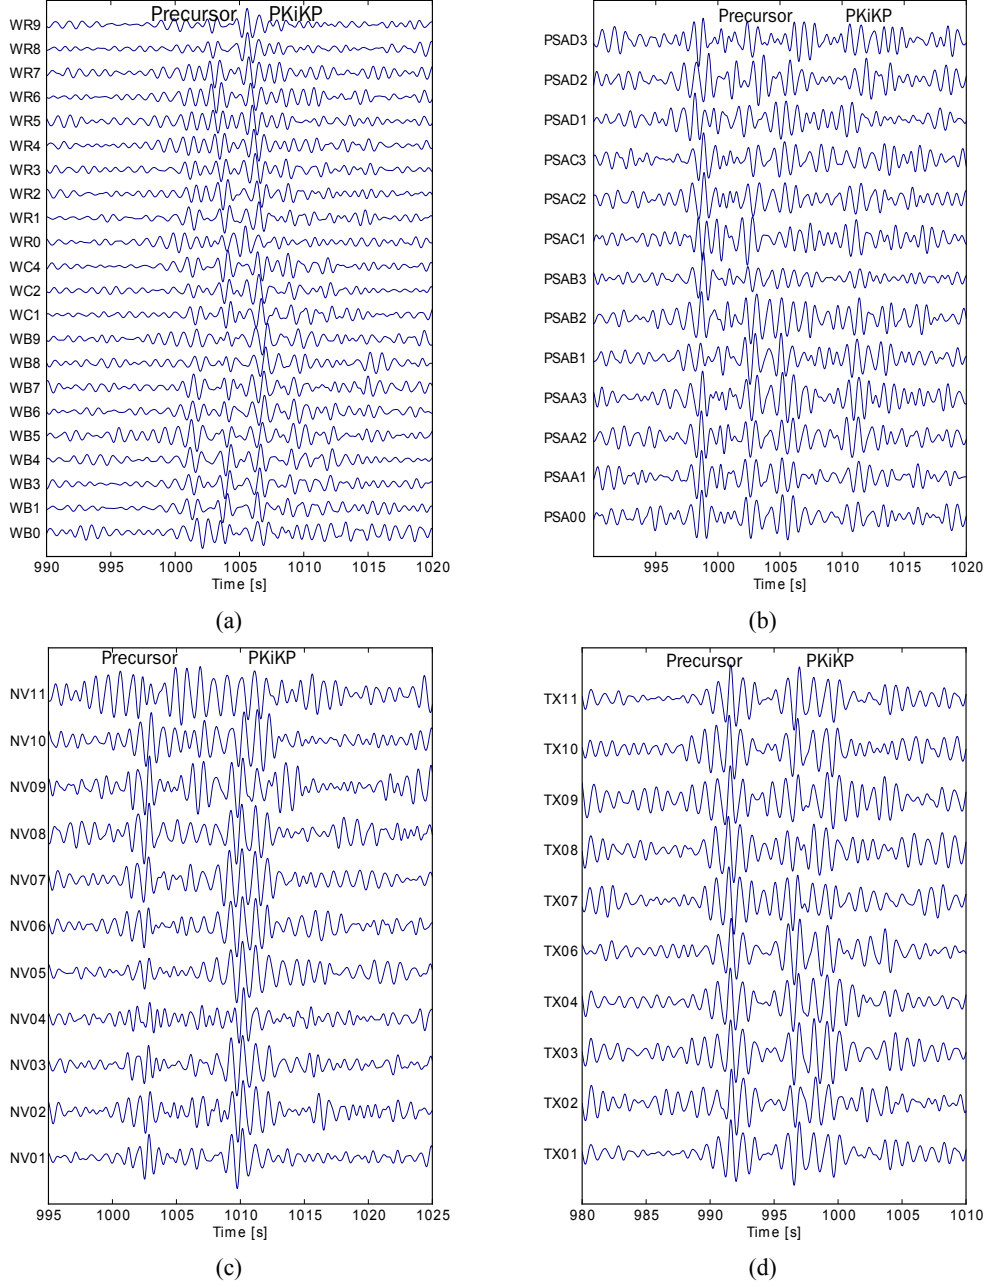 Precursor PKiKP
WR9
WR8
WR7
WR6
WR5
WR4
WR3
WR2
WR1
WR0
WC4
WC2
WC1
WB9
WB8
WB7
WB6
WB5
WB4
WB3
WB1
WB0
990 995 1000 1005 1010 1015 1020
Time [s]
(a)
Precursor PKiKP
PSAD3
PSAD2
PSAD1
PSAC3
PSAC2
PSAC1
PSAB3
PSAB2
PSAB1
PSAA3
PSAA2
PSAA1
PSA00
995 1000 1005 1010 1015 1020
Time [s]
(b)
Precursor PKiKP
NV11
NV10
NV09
NV08
NV07
NV06
NV05
NV04
NV03
NV02
NV01
995 1000 1005 1010 1015 1020 1025
Time [s]
(c)
Precursor PKiKP
TX11
TX10
TX09
TX08
TX07
TX06
TX04
TX03
TX02
TX01
980 985 990 995 1000 1005 1010
Time [s]
(d)